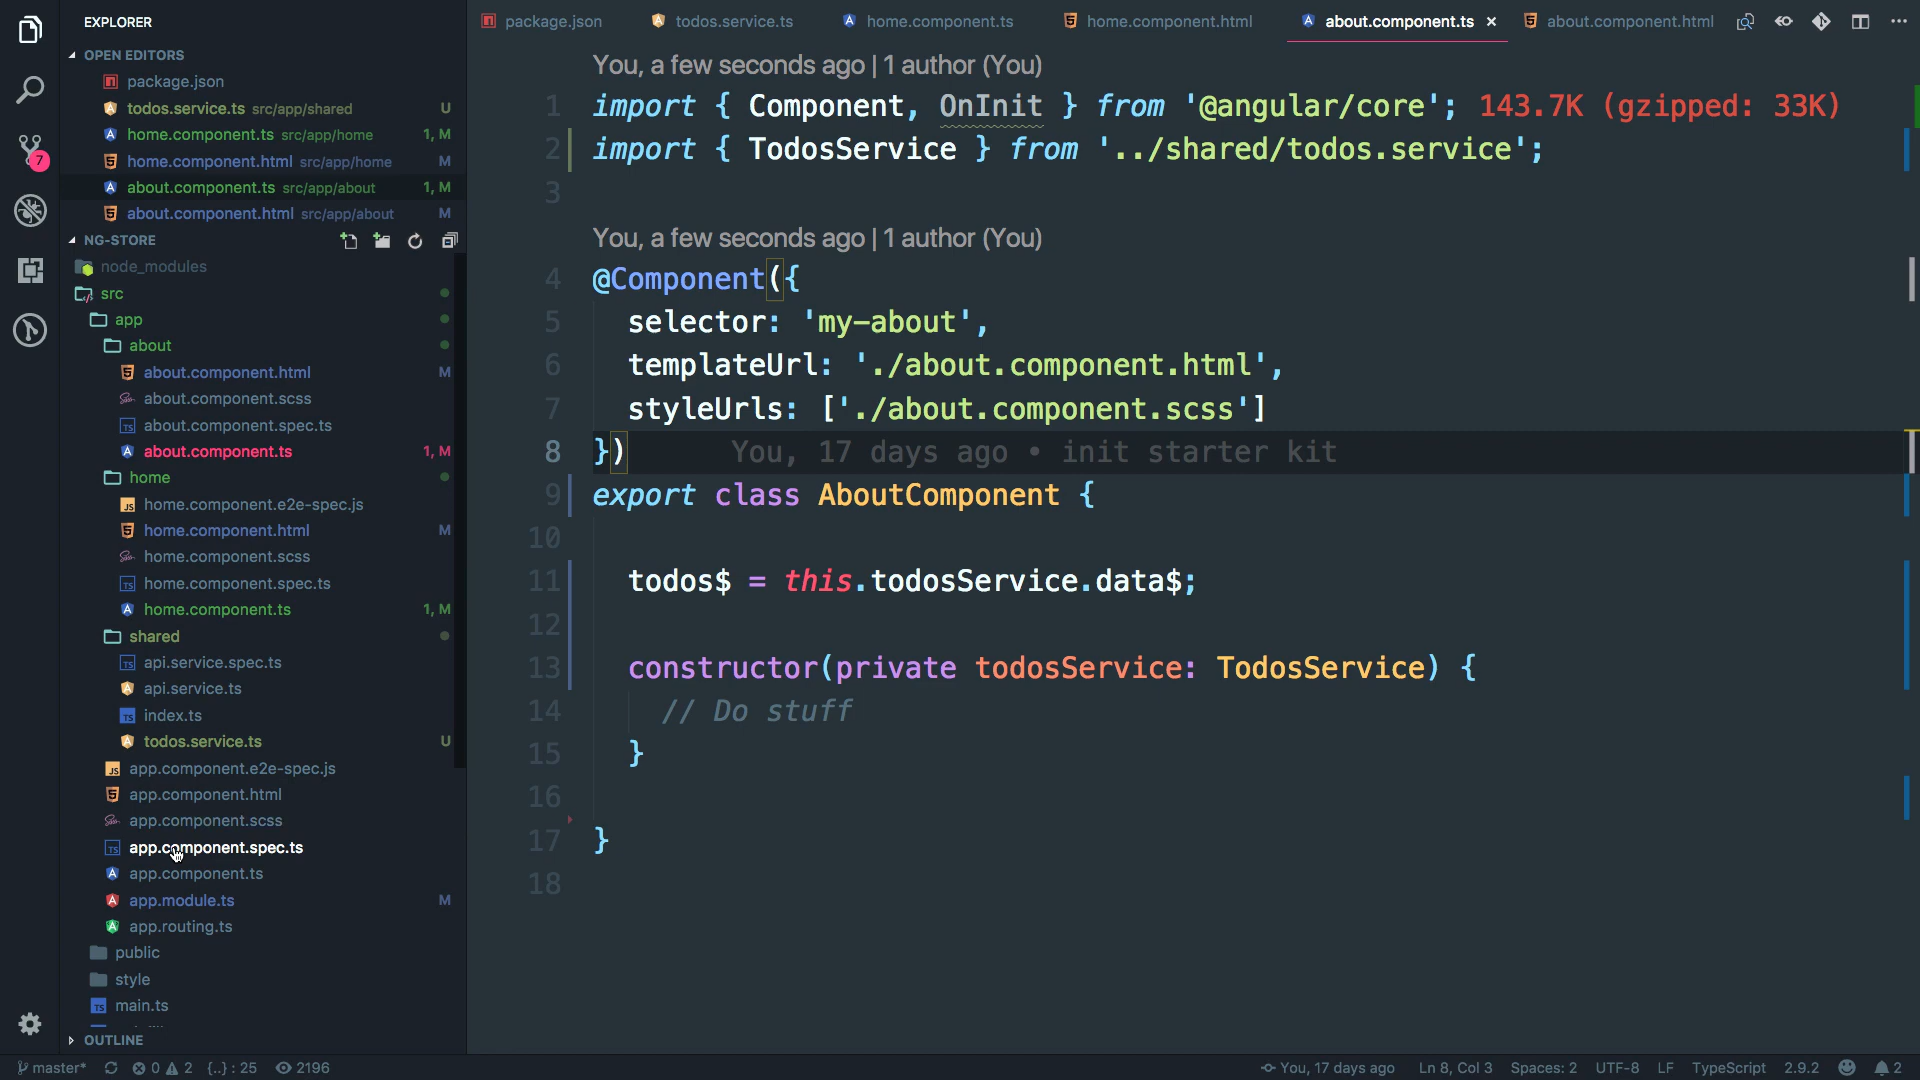 EXPLORER
OPEN EDITORS
package.json
todos.service.ts src/app/shared U
home.component.ts src/app/home 1, M
home.component.html src/app/home M
about.component.ts src/app/about 1, M
about.component.html src/app/about M
NG-STORE
node_modules
src
app
about
about.component.html M
about.component.scss
about.component.spec.ts
about.component.ts 1, M
home
home.component.e2e-spec.js
home.component.html M
home.component.scss
home.component.spec.ts
home.component.ts 1, M
shared
api.service.spec.ts
api.service.ts
index.ts
todos.service.ts U
app.component.e2e-spec.js
app.component.html
app.component.scss
app.component.spec.ts
app.component.ts
app.module.ts M
app.routing.ts
public
style
main.ts
OUTLINE
7
package.json todos.service.ts home.component.ts home.component.html about.component.ts × about.component.html
You, a few seconds ago | 1 author (You)
1 import { Component, OnInit } from '@angular/core'; 143.7K (gzipped: 33K)
2 import { TodosService } from '../shared/todos.service';
3
You, a few seconds ago | 1 author (You)
4 @Component({
5 selector: 'my-about',
6 templateUrl: './about.component.html',
7 styleUrls: ['./about.component.scss']
8 }) You, 17 days ago • init starter kit
9 export class AboutComponent {
10
11 todos$ = this.todosService.data$;
12
13 constructor(private todosService: TodosService) {
14 // Do stuff
15 }
16
17 }
18
master* 0 2 {..} : 25 2196 You, 17 days ago Ln 8, Col 3 Spaces: 2 UTF-8 LF TypeScript 2.9.2 2